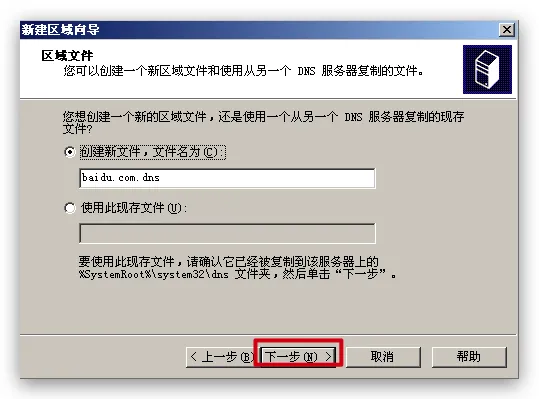 新建区域向导
区域文件
您可以创建一个新区域文件和使用从另一个 DNS 服务器复制的文件。
您想创建一个新的区域文件，还是使用一个从另一个 DNS 服务器复制的现存
文件?
创建新文件，文件名为(C):
baidu.com.dns
使用此现存文件(U):
要使用此现存文件，请确认它已经被复制到该服务器上的
%SystemRoot%\system32\dns 文件夹，然后单击“下一步”。
< 上一步(B) 下一步(N) > 取消 帮助